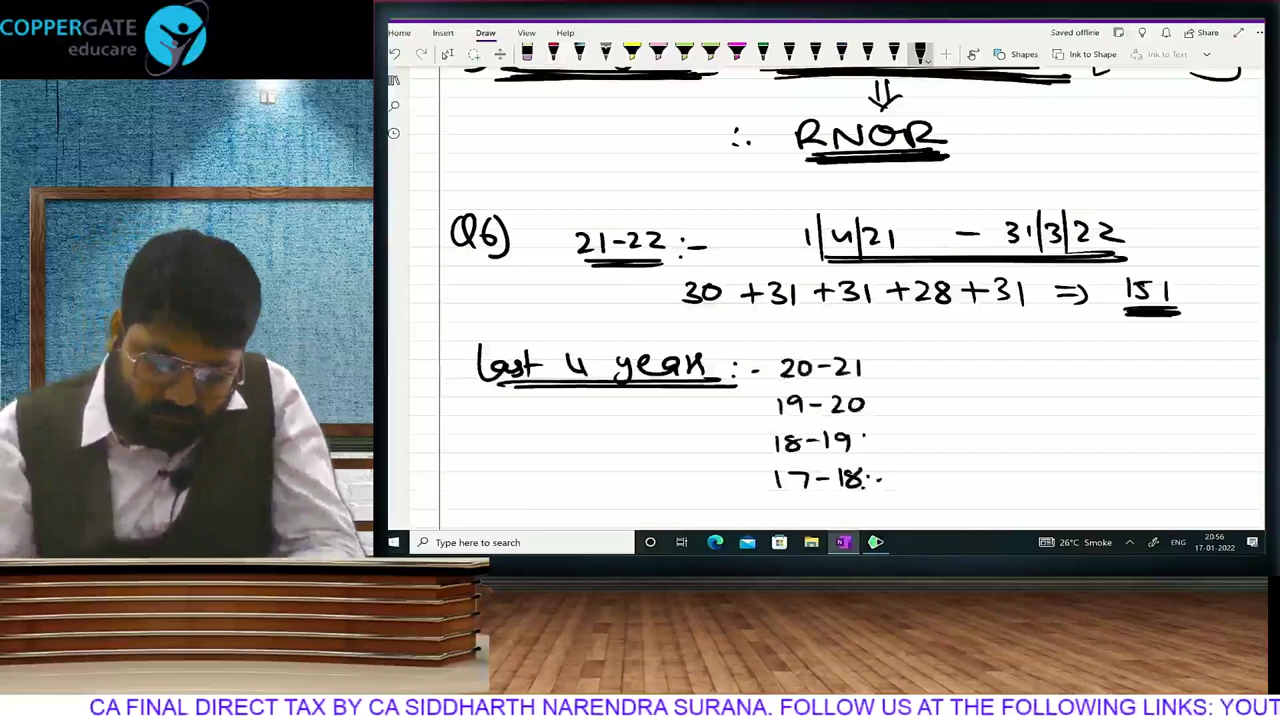 COPPERGATE
educare
Home Insert Draw View Help Saved offline Share
Shapes Ink to Shape Ink to Text
⇓
∴ RNOR
Q6) 21-22 :- 1/4/21 - 31/3/22
30 +31 +31 +28 +31 => 151
Last 4 years :- 20-21
19-20
18-19
17-18:-
Type here to search 26°C Smoke ENG 20:56
17-01-2022
CA FINAL DIRECT TAX BY CA SIDDHARTH NARENDRA SURANA. FOLLOW US AT THE FOLLOWING LINKS: YOUT